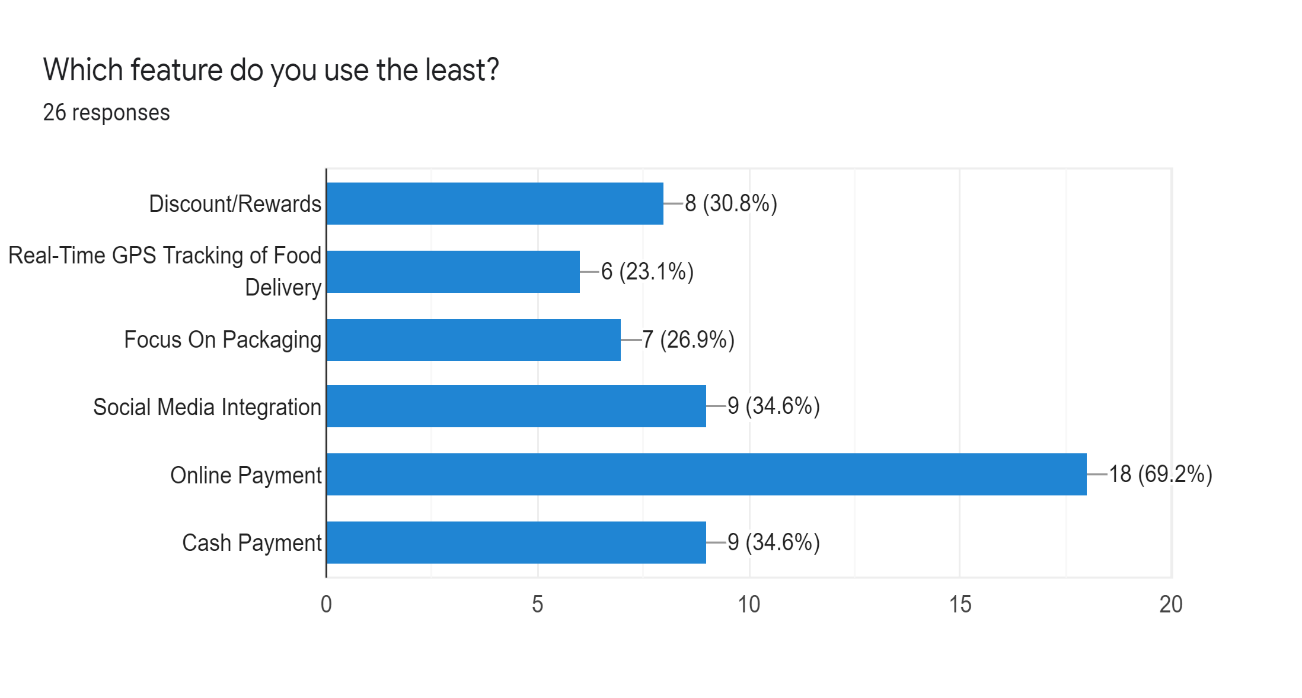 Which feature do you use the least?
26 responses
Discount/Rewards
8 (30.8%)
Real-Time GPS Tracking of Food
Delivery
6 (23.1%)
Focus On Packaging
7 (26.9%)
Social Media Integration
9 (34.6%)
Online Payment
18 (69.2%)
Cash Payment
9 (34.6%)
0 5 10 15 20